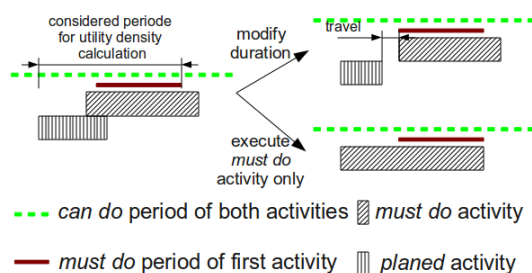 considered periode
for utility density
calculation
modify
duration
travel
execute
must do
activity only
can do period of both activities
must do activity
must do period of first activity
planed activity